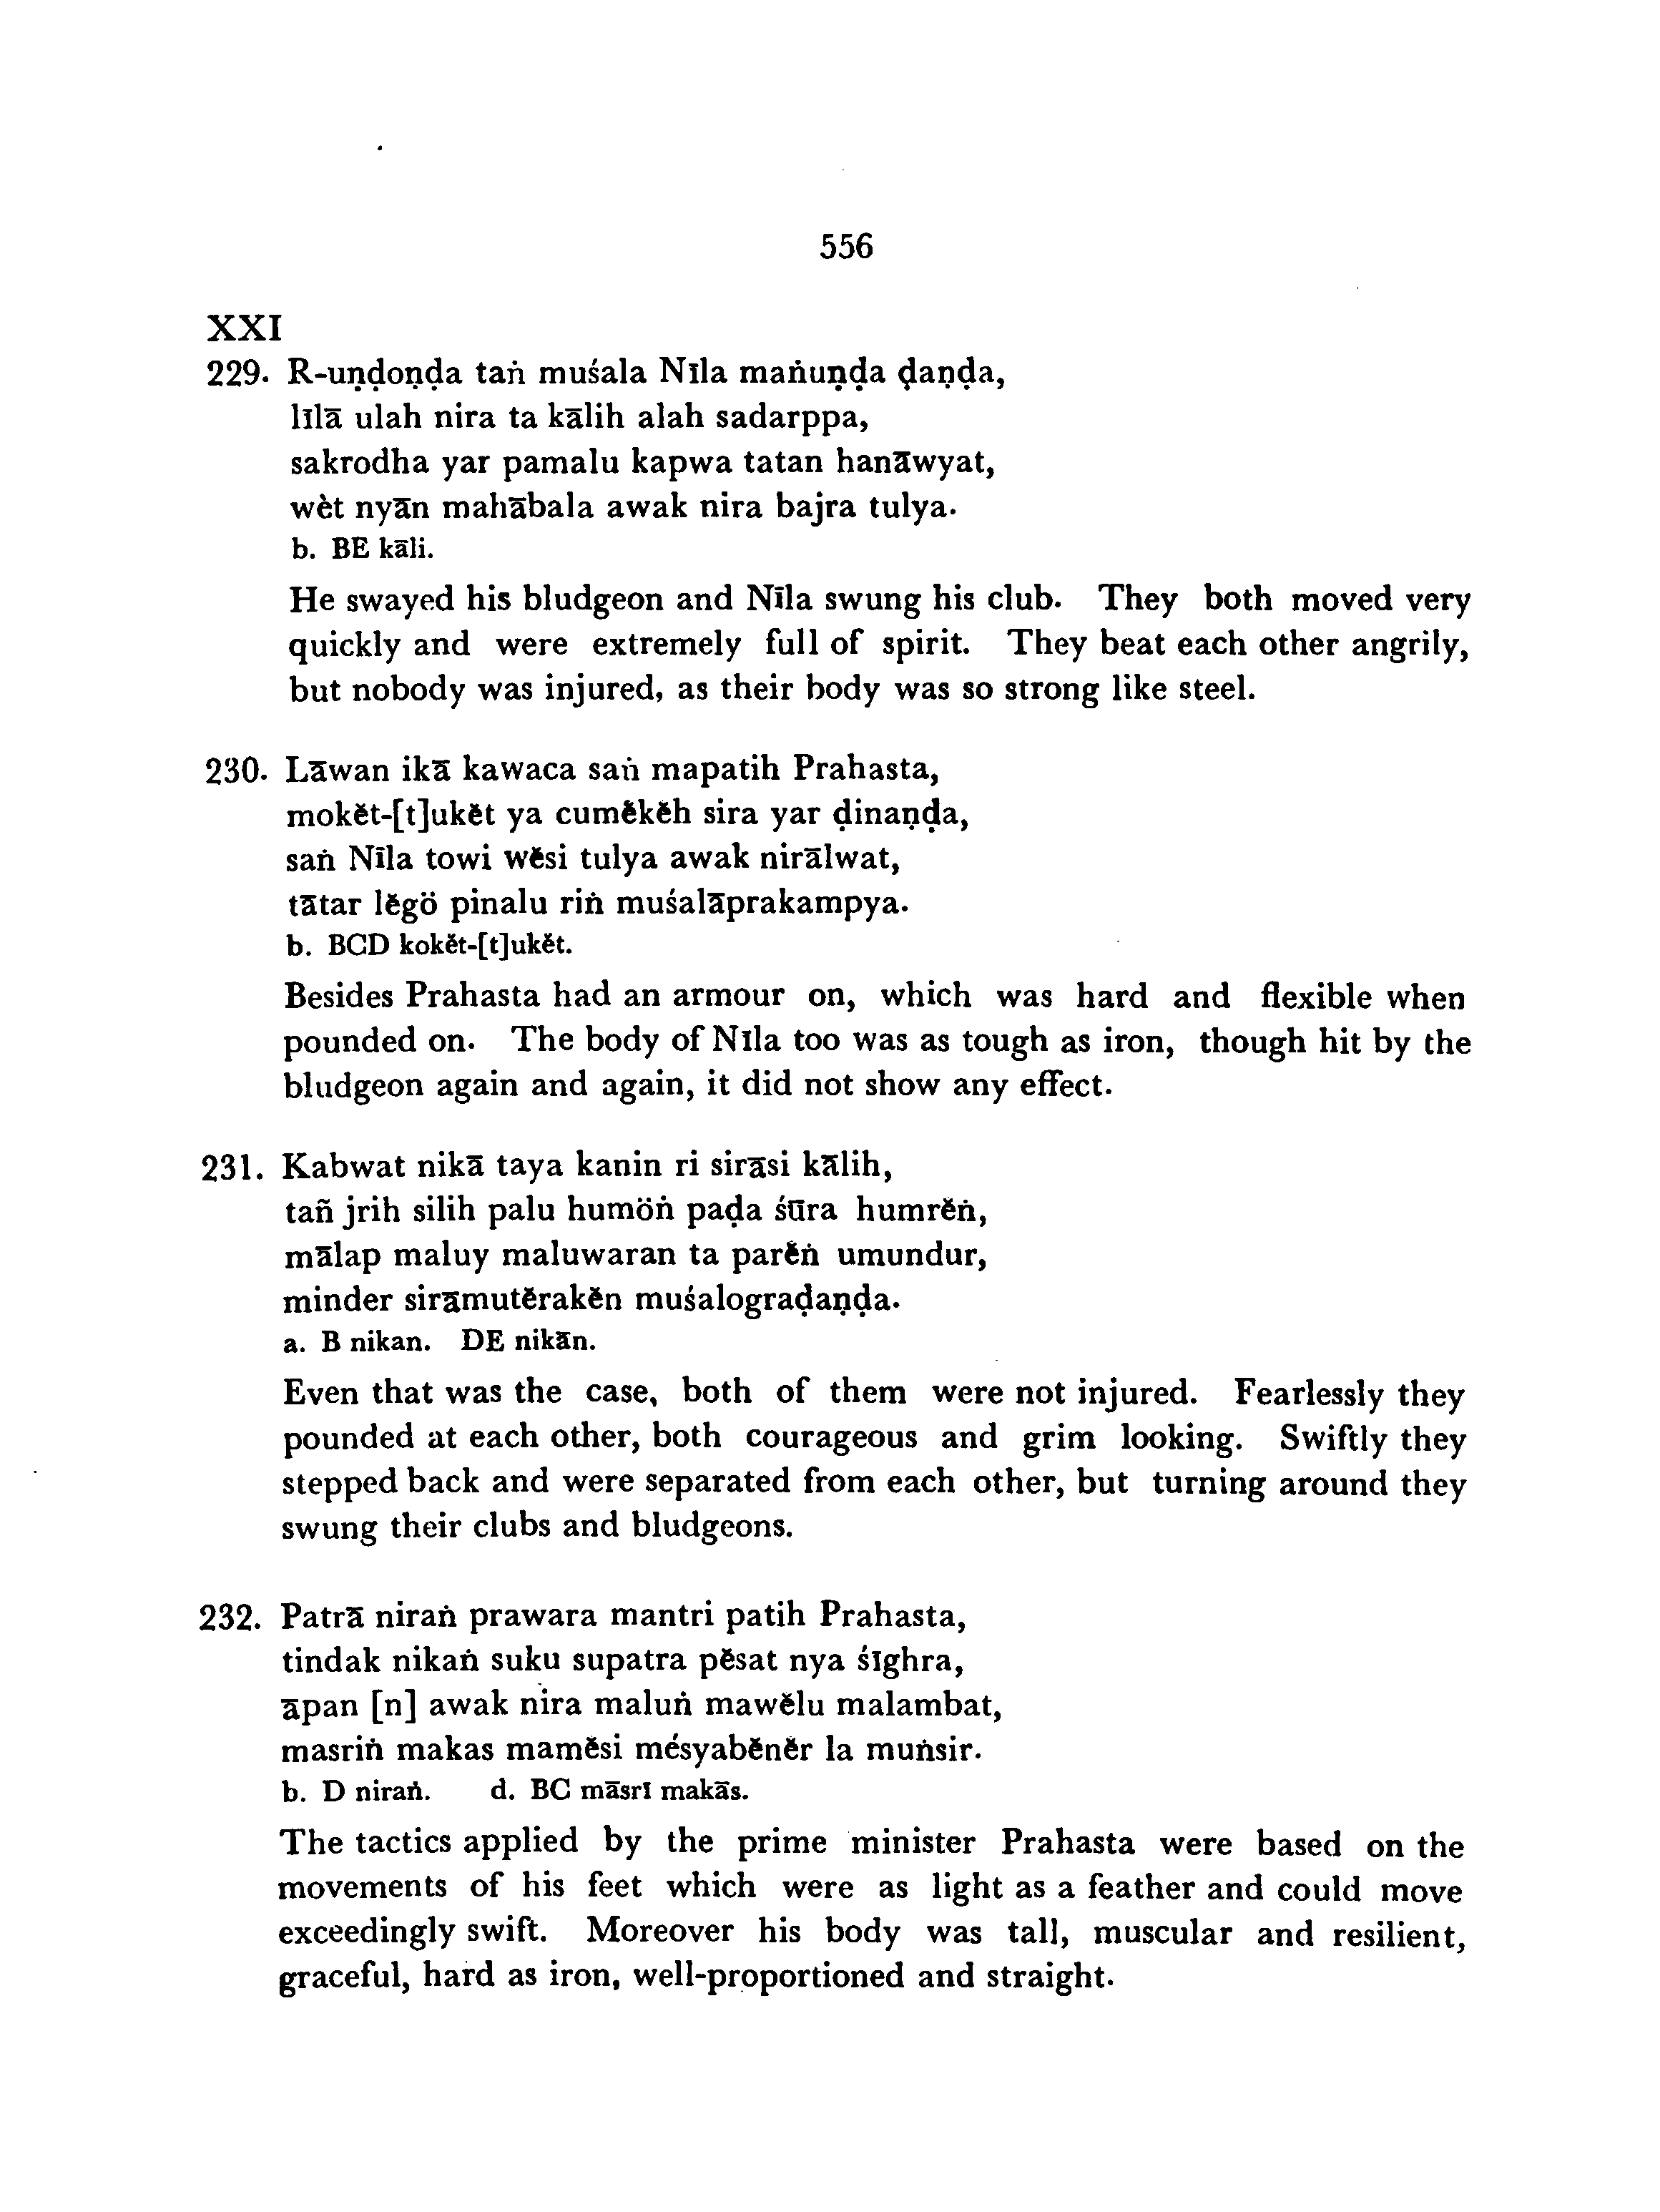 556
XXI
229. R-uṇḍoṇḍa taṅ muśala Nīla maṅuṇḍa ḍaṇḍa,
līlā ulah nira ta kālih alah sadarppa,
sakrodha yar pamalu kapwa tatan hanāwyat,
wèt nyān mahābala awak nira bajra tulya.
b. BE kāli.
He swayed his bludgeon and Nīla swung his club. They both moved very
quickly and were extremely full of spirit. They beat each other angrily,
but nobody was injured, as their body was so strong like steel.
230. Lāwan ikā kawaca saṅ mapatih Prahasta,
mokĕt-[t]ukĕt ya cumĕkĕh sira yar ḍinaṇḍa,
saṅ Nīla towi wĕsi tulya awak nirālwat,
tātar lĕgö pinalu riṅ muśalāprakampya.
b. BCD kokĕt-[t]ukĕt.
Besides Prahasta had an armour on, which was hard and flexible when
pounded on. The body of Nīla too was as tough as iron, though hit by the
bludgeon again and again, it did not show any effect.
231. Kabwat nikā taya kanin ri sirāsi kālih,
tañ jrih silih palu humöṅ paḍa śūra humrĕṅ,
mālap maluy maluwaran ta parĕṅ umundur,
minder sirāmutĕrakĕn muśalograḍaṇḍa.
a. B nikan. DE nikān.
Even that was the case, both of them were not injured. Fearlessly they
pounded at each other, both courageous and grim looking. Swiftly they
stepped back and were separated from each other, but turning around they
swung their clubs and bludgeons.
232. Patrā niraṅ prawara mantri patih Prahasta,
tindak nikaṅ suku supatra pĕsat nya śīghra,
āpan [n] awak nira maluṅ mawĕlu malambat,
masriṅ makas mamĕsi mésyabĕnĕr la muṅsir.
b. D niraṅ. d. BC māsrī makās.
The tactics applied by the prime minister Prahasta were based on the
movements of his feet which were as light as a feather and could move
exceedingly swift. Moreover his body was tall, muscular and resilient,
graceful, hard as iron, well-proportioned and straight.